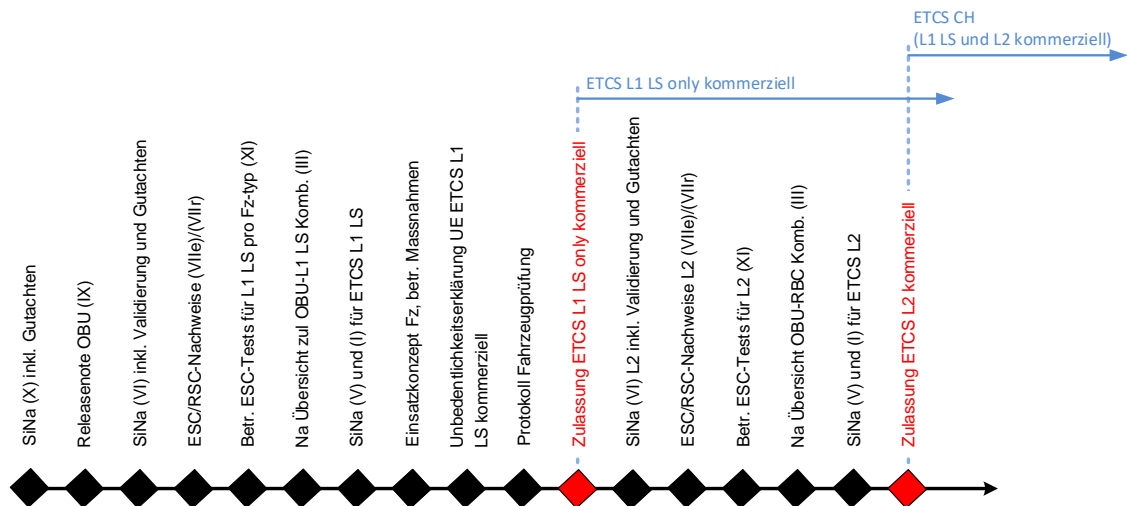 ETCS CH
(L1 LS und L2 kommerziell)
ETCS L1 LS only kommerziell
SiNa (X) inkl. Gutachten
Releasenote OBU (IX)
SiNa (VI) inkl. Validierung und Gutachten
ESC/RSC-Nachweise (VIIe)/(VIIr)
Betr. ESC-Tests für L1 LS pro Fz-typ (XI)
Na Übersicht zul OBU-L1 LS Komb. (III)
SiNa (V) und (I) für ETCS L1 LS
Einsatzkonzept Fz, betr. Massnahmen
Unbedentlichkeitserklärung UE ETCS L1
LS kommerziell
Protokoll Fahrzeugprüfung
Zulassung ETCS L1 LS only kommerziell
SiNa (VI) L2 inkl. Validierung und Gutachten
ESC/RSC-Nachweise L2 (VIIe)/(VIIr)
Betr. ESC-Tests für L2 (XI)
Na Übersicht OBU-RBC Komb. (III)
SiNa (V) und (I) für ETCS L2
Zulassung ETCS L2 kommerziell